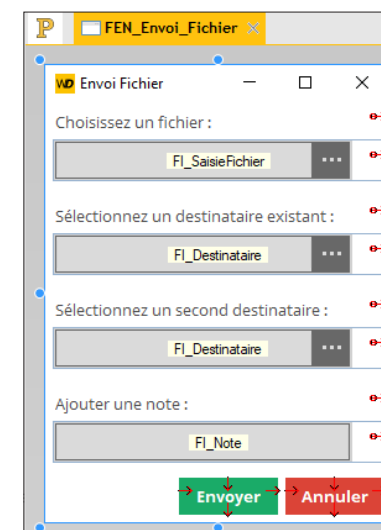 P FEN_Envoi_Fichier ×
WD Envoi Fichier
Choisissez un fichier :
FI_SaisieFichier ...
Sélectionnez un destinataire existant :
FI_Destinataire ...
Sélectionnez un second destinataire :
FI_Destinataire ...
Ajouter une note :
FI_Note
Envoyer Annuler